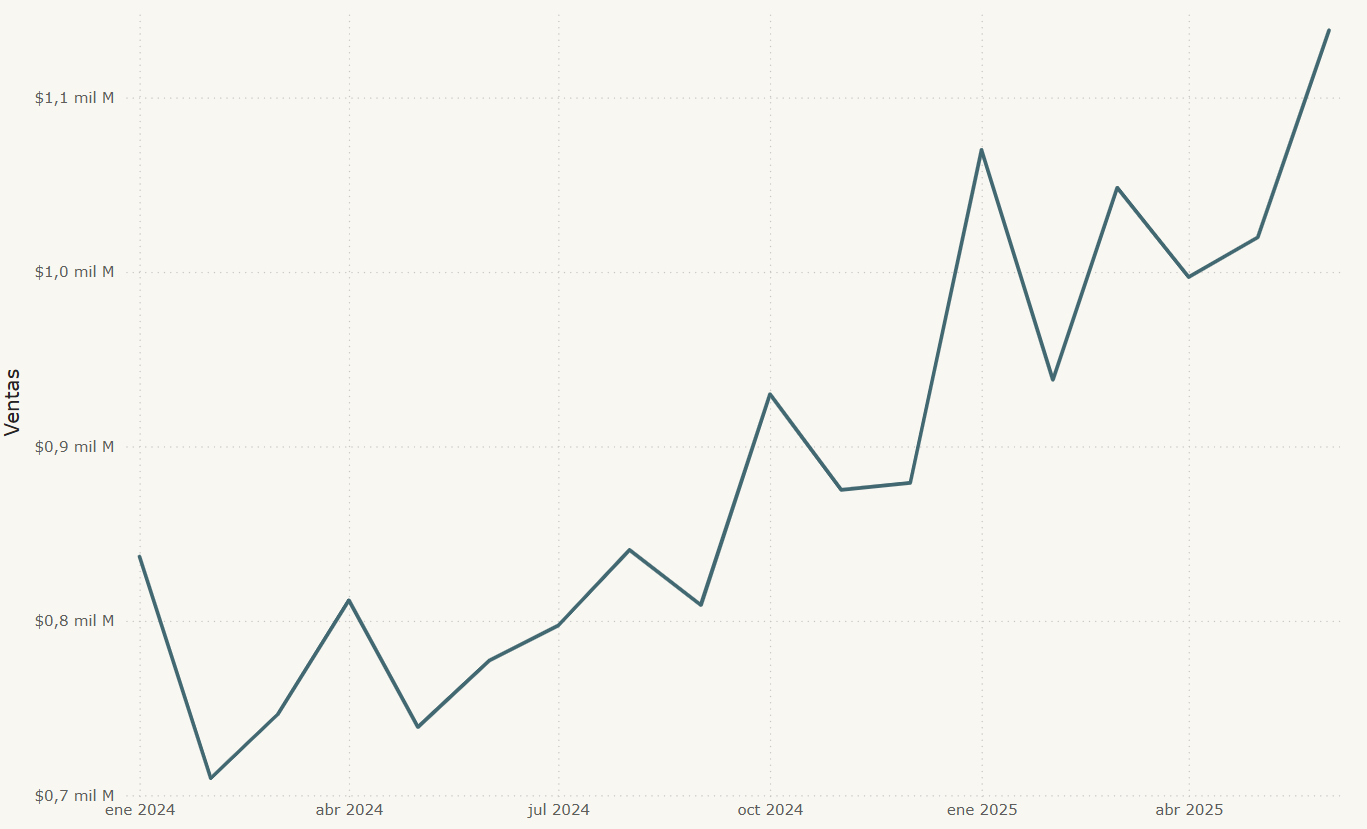 $1,1 mil M
$1,0 mil M
$0,9 mil M
$0,8 mil M
$0,7 mil M
Ventas
ene 2024
abr 2024
jul 2024
oct 2024
ene 2025
abr 2025